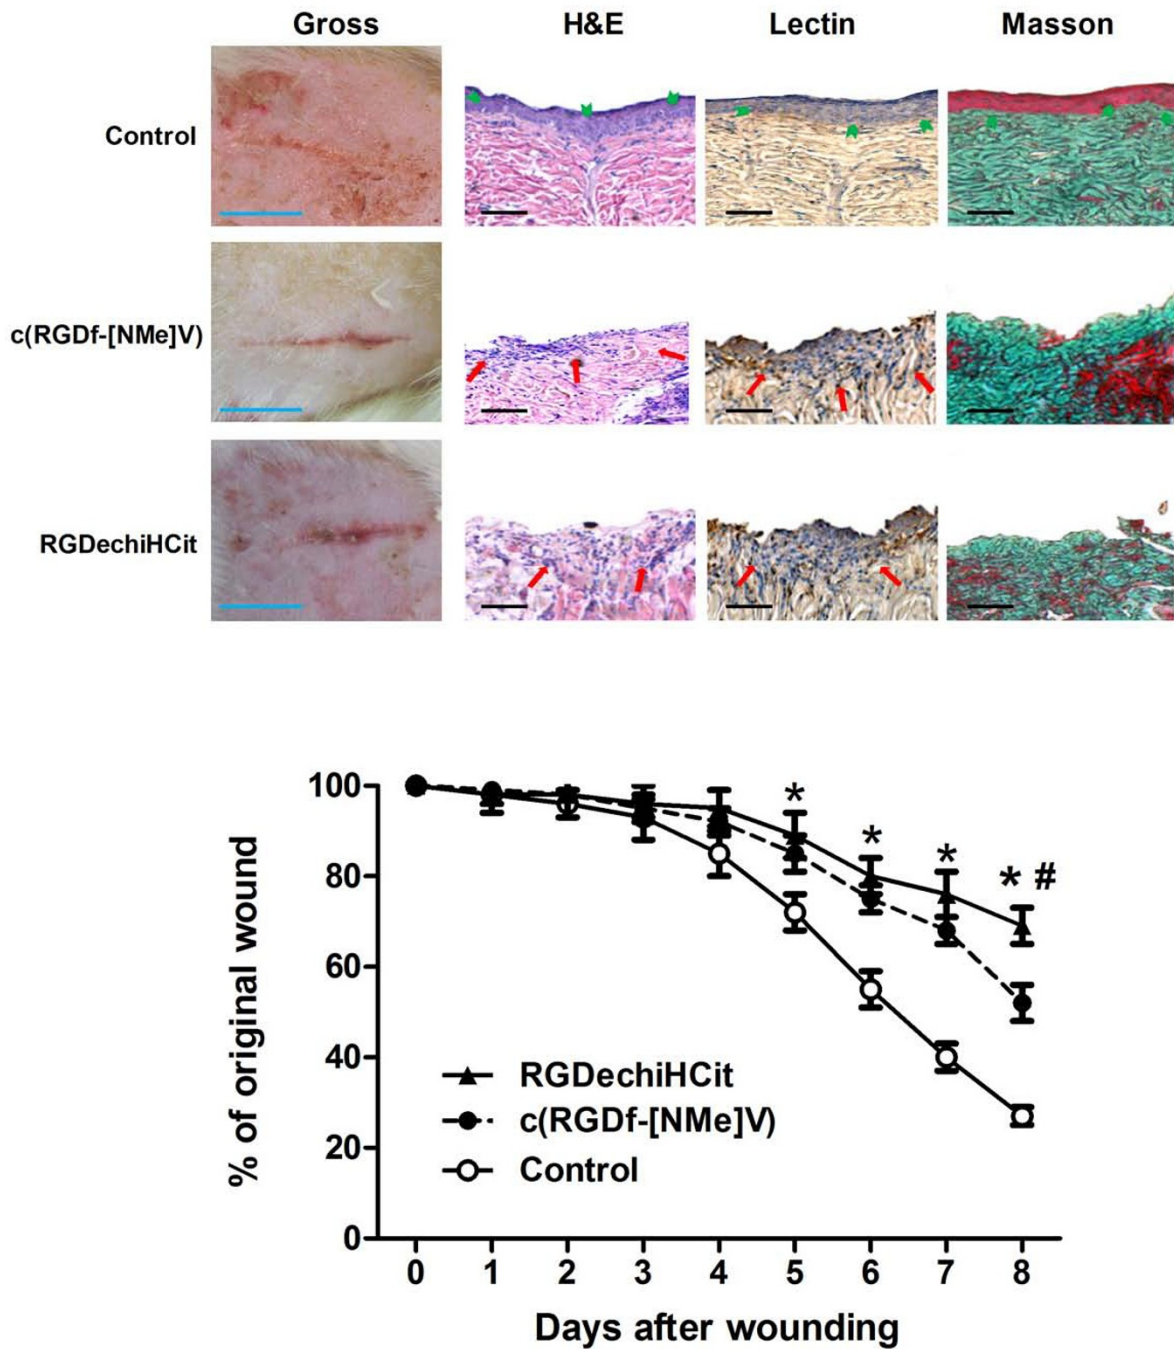 Gross H&E Lectin Masson
Control
c(RGDf-[NMe]V)
RGDechiHCit
100
80
60
40
20
0
% of original wound
* * * * #
RGDechiHCit
c(RGDf-[NMe]V)
Control
0 1 2 3 4 5 6 7 8
Days after wounding